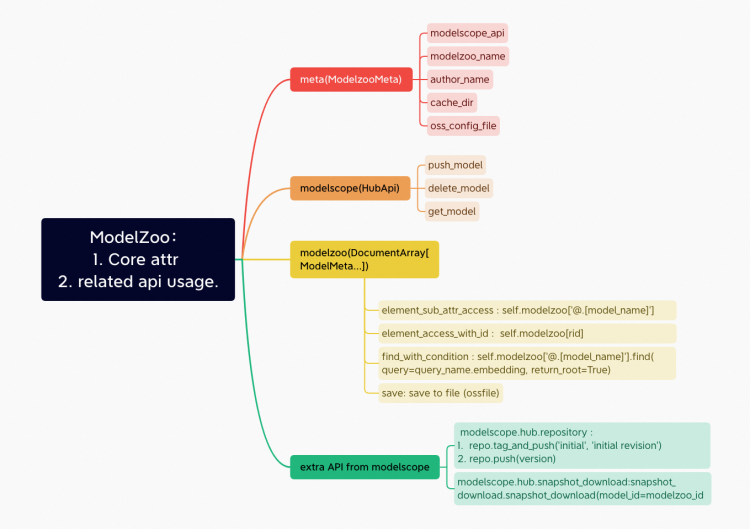 ModelZoo:
1. Core attr
2. related api usage.
meta(ModelzooMeta)
modelscope_api
modelzoo_name
author_name
cache_dir
oss_config_file
modelscope(HubApi)
push_model
delete_model
get_model
modelzoo(DocumentArray[
ModelMeta...])
element_sub_attr_access : self.modelzoo['@.[model_name]']
element_access_with_id : self.modelzoo[rid]
find_with_condition : self.modelzoo['@.[model_name]'].find(
query=query_name.embedding, return_root=True)
save: save to file (ossfile)
extra API from modelscope
modelscope.hub.repository :
1. repo.tag_and_push('initial', 'initial revision')
2. repo.push(version)
modelscope.hub.snapshot_download:snapshot_
download.snapshot_download(model_id=modelzoo_id